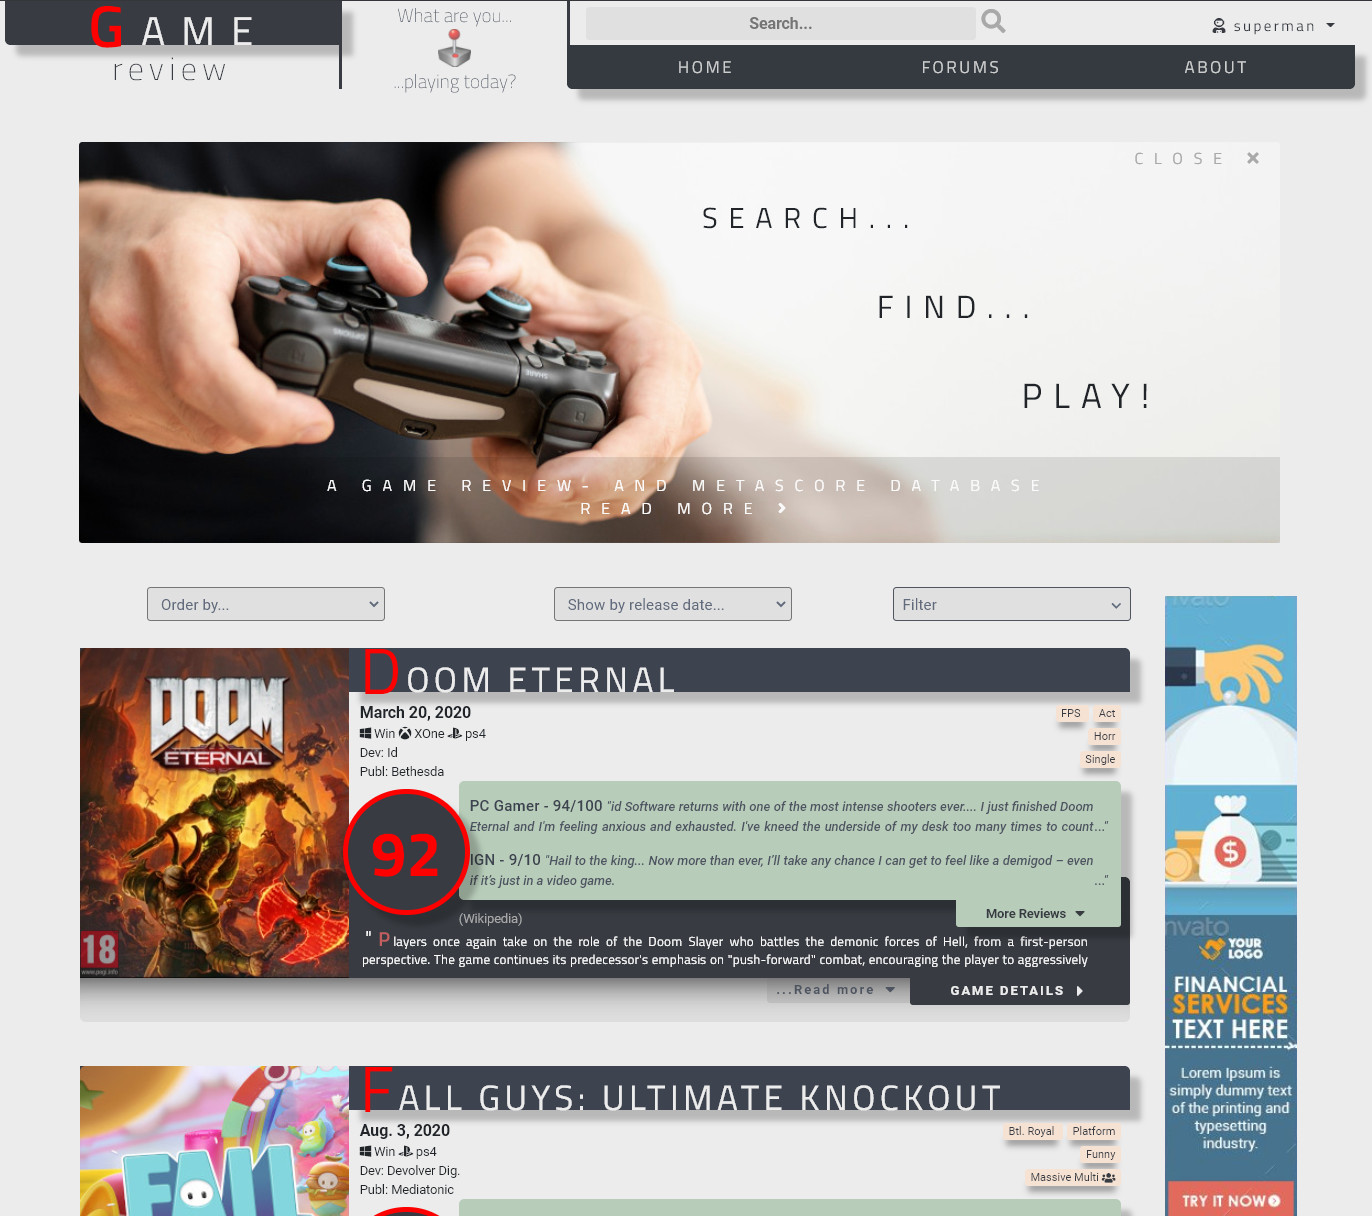 GAME
review
What are you...
...playing today?
Search...
superman
HOME
FORUMS
ABOUT
CLOSE
SEARCH...
FIND...
PLAY!
SHARE
A GAME REVIEW- AND METASCORE DATABASE
READ MORE
Order by...
Show by release date...
Filter
DOOM
ETERNAL
18
www.pegi.info
DOOM ETERNAL
March 20, 2020
Win XOne ps4
Dev: Id
Publ: Bethesda
FPS Act
Horr
Single
92
PC Gamer - 94/100 "id Software returns with one of the most intense shooters ever.... I just finished Doom
Eternal and I'm feeling anxious and exhausted. I've kneed the underside of my desk too many times to count..."
IGN - 9/10 "Hail to the king... Now more than ever, I'll take any chance I can get to feel like a demigod – even
if it's just in a video game. ..."
More Reviews
(Wikipedia)
" Players once again take on the role of the Doom Slayer who battles the demonic forces of Hell, from a first-person
perspective. The game continues its predecessor's emphasis on "push-forward" combat, encouraging the player to aggressively
...Read more
GAME DETAILS
FALL GUYS: ULTIMATE KNOCKOUT
FALL
Aug. 3, 2020
Win ps4
Dev: Devolver Dig.
Publ: Mediatonic
Btl. Royal Platform
Funny
Massive Multi
nvato
$
nvato
YOUR
LOGO
FINANCIAL
SERVICES
TEXT HERE
Lorem Ipsum is
simply dummy text
of the printing and
typesetting
industry.
TRY IT NOW